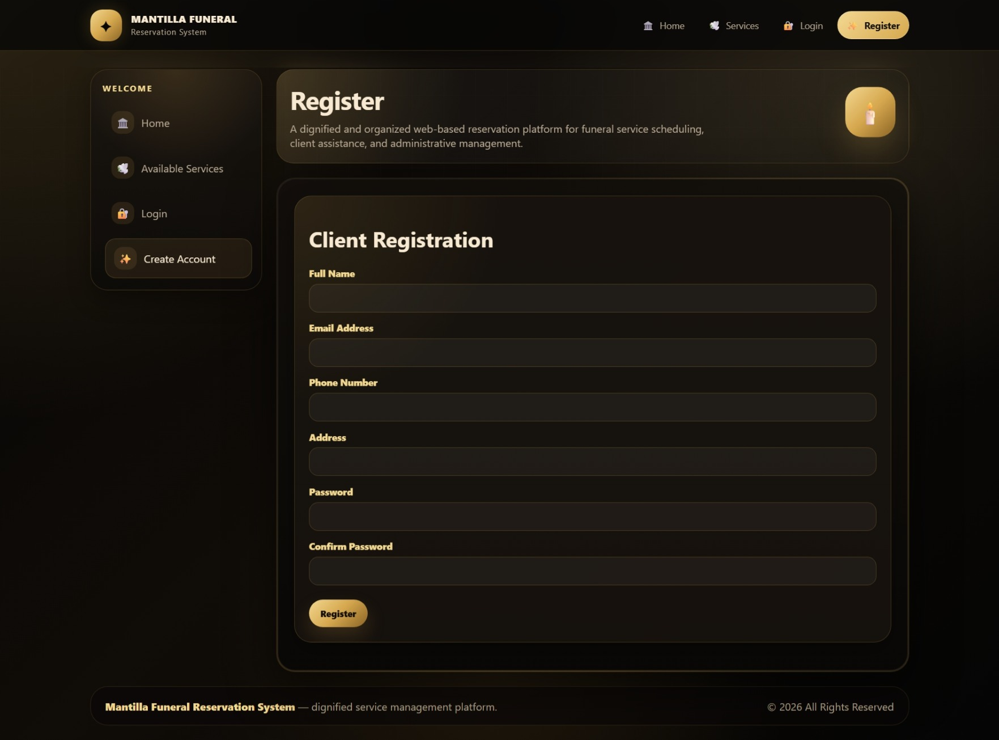 MANTILLA FUNERAL
Reservation System
Home
Services
Login
Register
WELCOME
Home
Available Services
Login
Create Account
Register
A dignified and organized web-based reservation platform for funeral service scheduling,
client assistance, and administrative management.
Client Registration
Full Name
Email Address
Phone Number
Address
Password
Confirm Password
Register
Mantilla Funeral Reservation System — dignified service management platform.
© 2026 All Rights Reserved